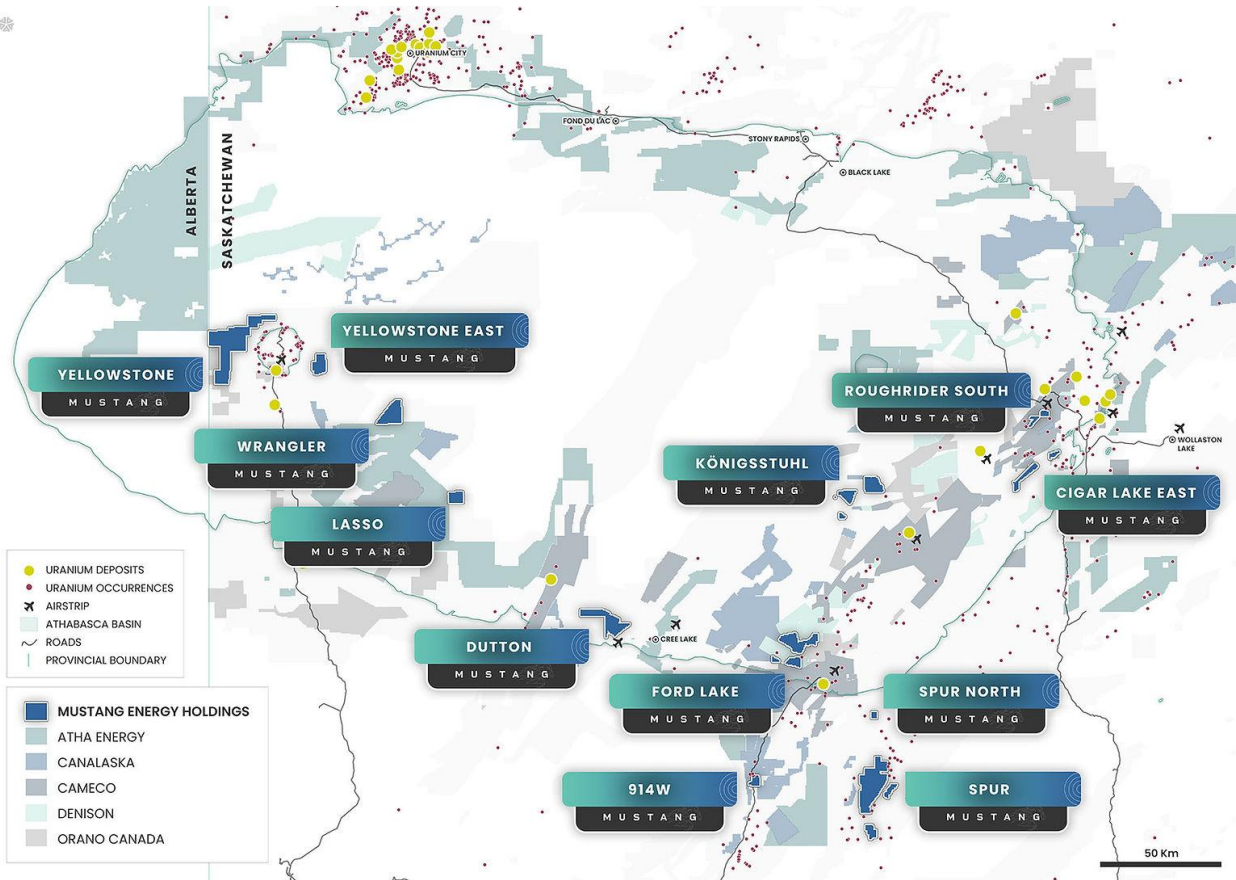 URANIUM CITY
FOND DU LAC
STONY RAPIDS
BLACK LAKE
ALBERTA
SASKATCHEWAN
YELLOWSTONE EAST
MUSTANG
YELLOWSTONE
MUSTANG
ROUGHRIDER SOUTH
MUSTANG
WRANGLER
MUSTANG
WOLLASTON
LAKE
KÖNIGSSTUHL
MUSTANG
CIGAR LAKE EAST
MUSTANG
LASSO
MUSTANG
URANIUM DEPOSITS
URANIUM OCCURRENCES
AIRSTRIP
ATHABASCA BASIN
ROADS
PROVINCIAL BOUNDARY
DUTTON
MUSTANG
CREE LAKE
FORD LAKE
MUSTANG
SPUR NORTH
MUSTANG
914W
MUSTANG
SPUR
MUSTANG
MUSTANG ENERGY HOLDINGS
ATHA ENERGY
CANALASKA
CAMECO
DENISON
ORANO CANADA
50 Km